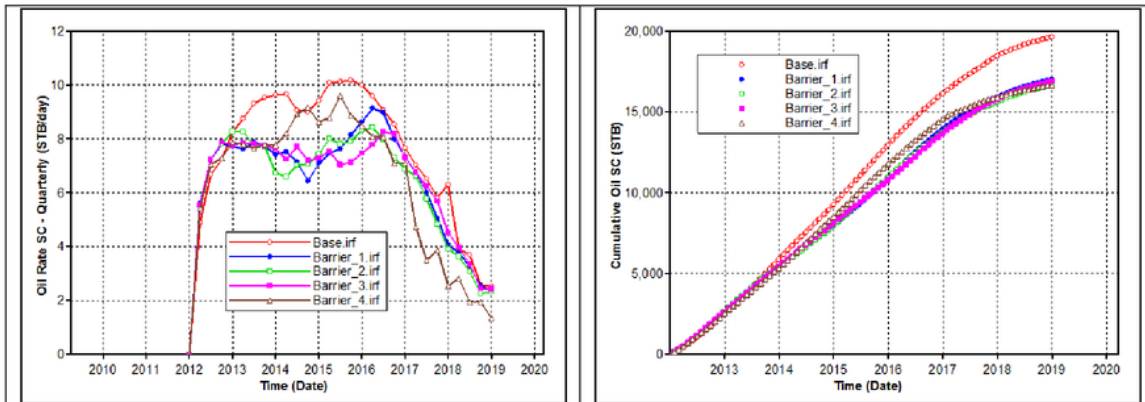 12
10
8
6
4
2
0
Oil Rate SC - Quarterly (STB/day)
Base.irf
Barrier_1.irf
Barrier_2.irf
Barrier_3.irf
Barrier_4.irf
2010 2011 2012 2013 2014 2015 2016 2017 2018 2019 2020
Time (Date)
20,000
15,000
10,000
5,000
0
Cumulative Oil SC (STB)
Base.irf
Barrier_1.irf
Barrier_2.irf
Barrier_3.irf
Barrier_4.irf
2013 2014 2015 2016 2017 2018 2019 2020
Time (Date)